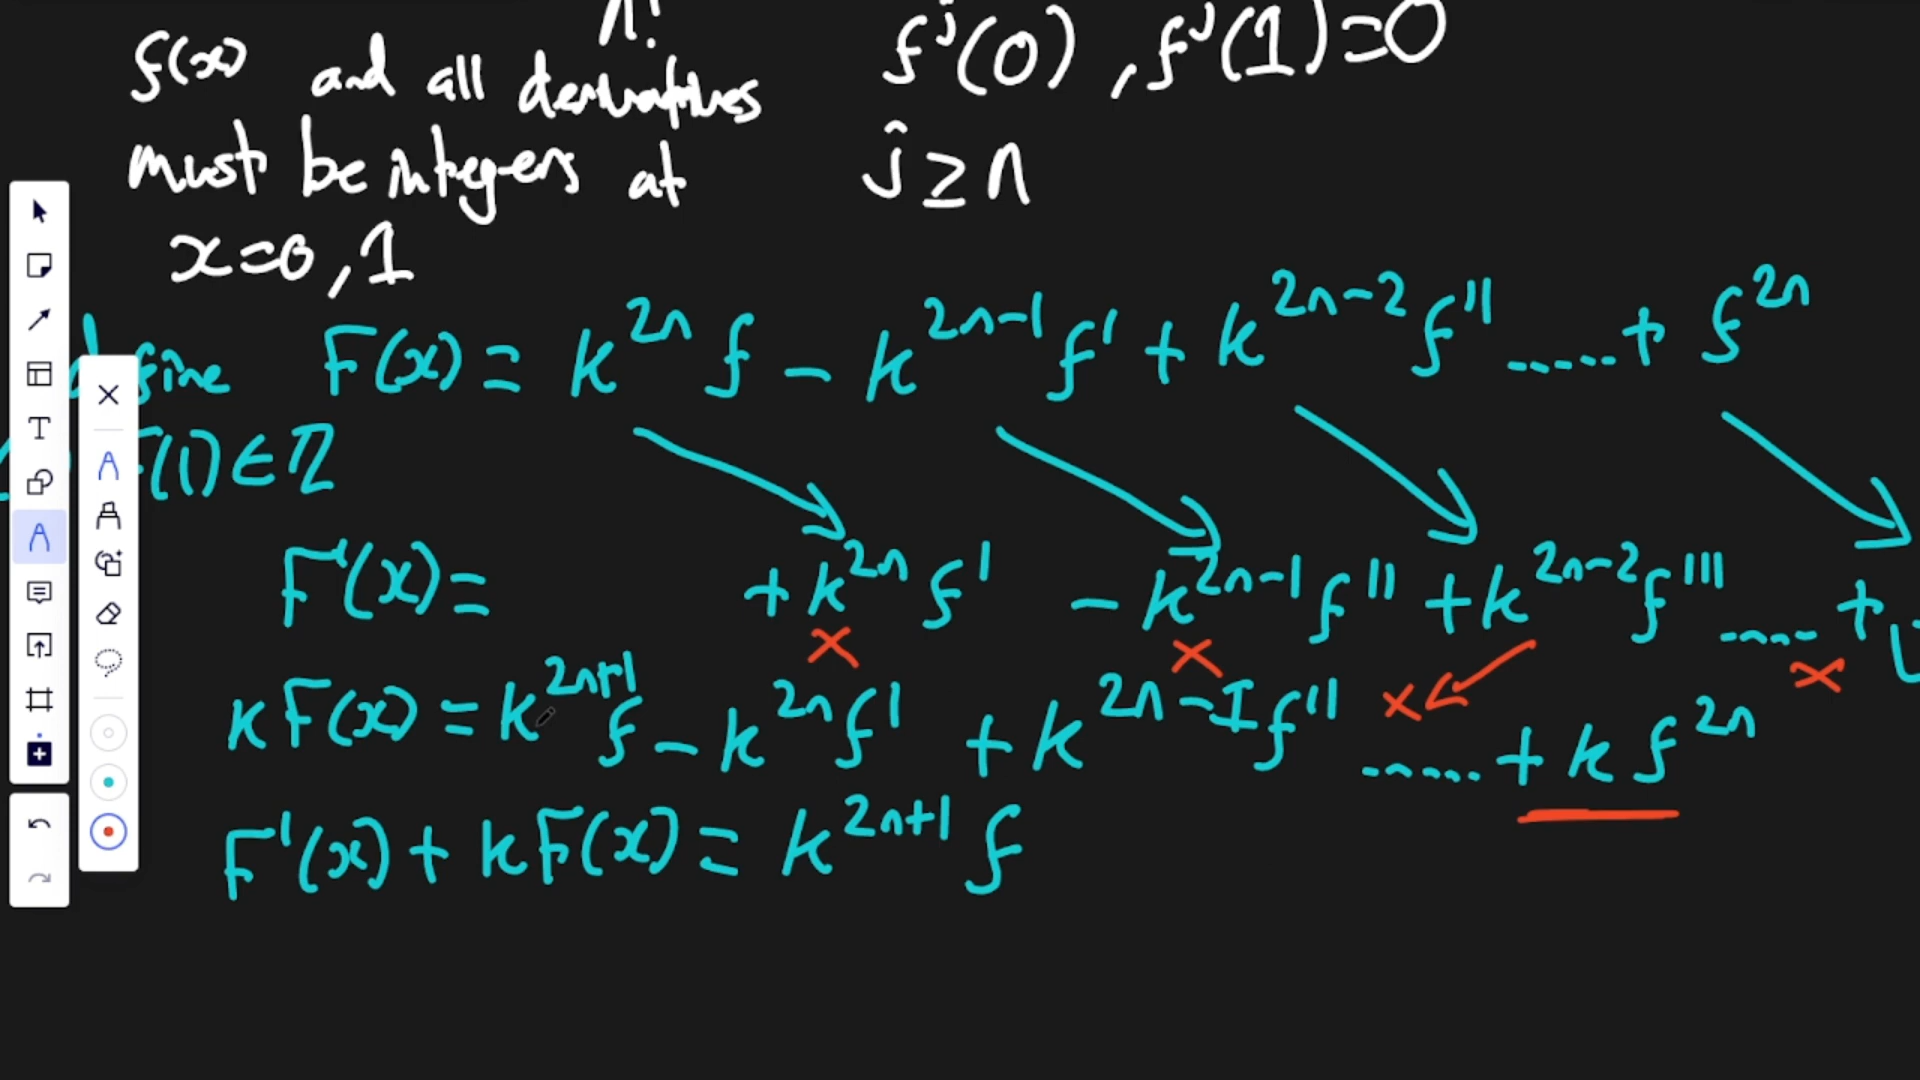 n!
f(x) and all derivatives
must be integers at
x=0,1
f^j(0), f^j(1)=0
j ≥ n
define F(x) = k^{2n} f - k^{2n-1} f' + k^{2n-2} f'' ..... + f^{2n}
F(1) ∈ ℤ
F'(x) = + k^{2n} f' - k^{2n-1} f'' + k^{2n-2} f''' ---- +
kF(x) = k^{2n+1} f - k^{2n} f' + k^{2n-1} f'' ...... + k f^{2n}
F'(x) + kF(x) = k^{2n+1} f